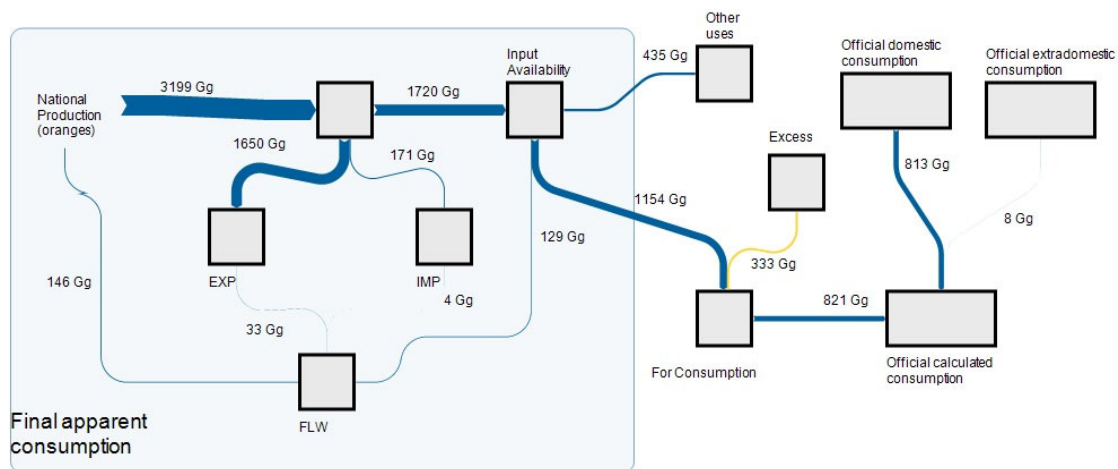 Other
uses
Input
Availability
435 Gg
Official domestic
consumption
Official extradomestic
consumption
3199 Gg
1720 Gg
National
Production
(oranges)
1650 Gg
171 Gg
Excess
813 Gg
1154 Gg
129 Gg
8 Gg
333 Gg
146 Gg
EXP
IMP
4 Gg
33 Gg
821 Gg
For Consumption
Official calculated
consumption
FLW
Final apparent
consumption